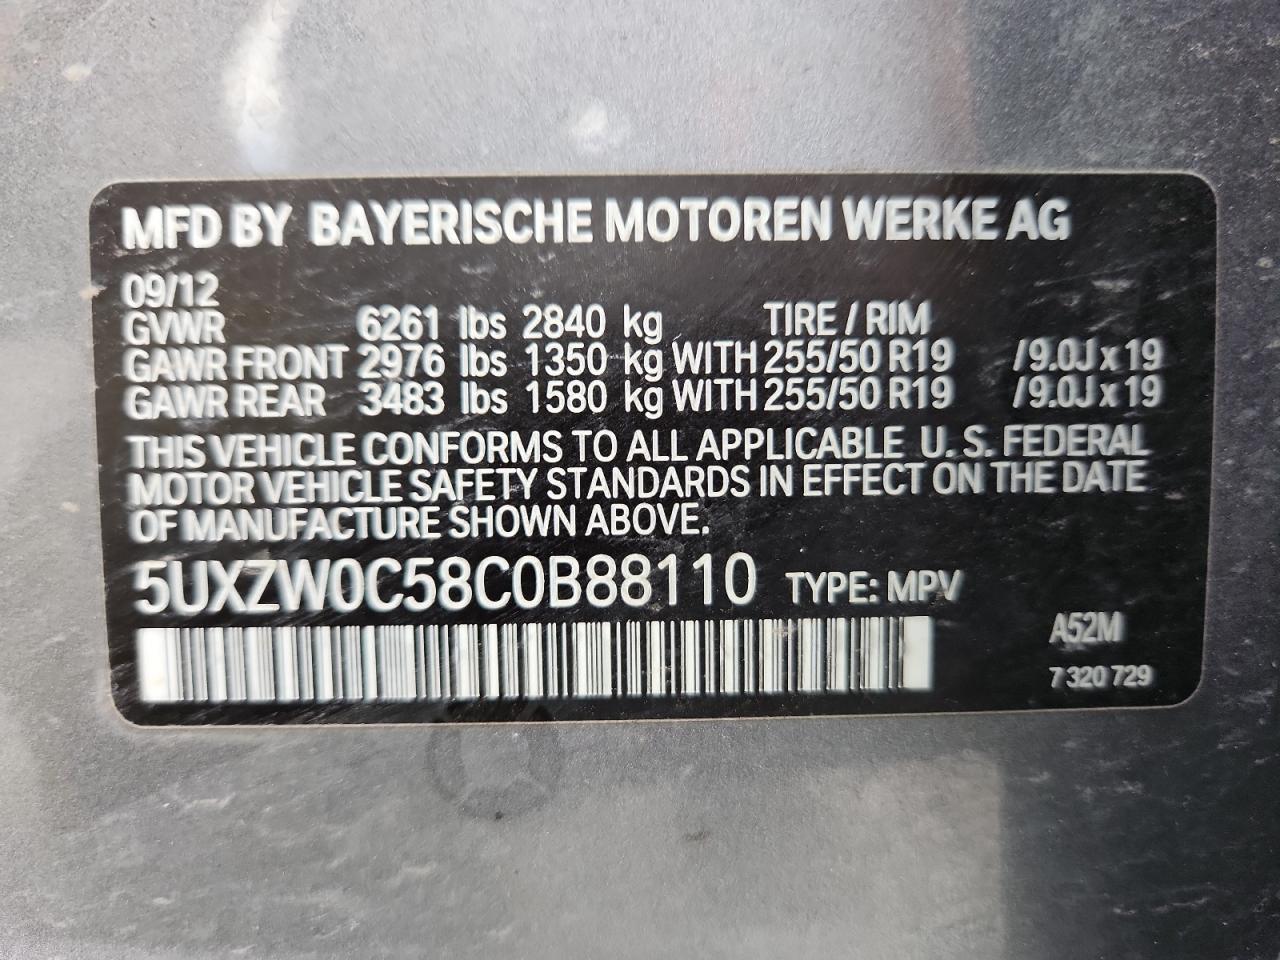 MFD BY BAYERISCHE MOTOREN WERKE AG
09/12
GVWR 6261 lbs 2840 kg TIRE / RIM
GAWR FRONT 2976 lbs 1350 kg WITH 255/50 R19 /9.0J x 19
GAWR REAR 3483 lbs 1580 kg WITH 255/50 R19 /9.0J x 19
THIS VEHICLE CONFORMS TO ALL APPLICABLE U. S. FEDERAL
MOTOR VEHICLE SAFETY STANDARDS IN EFFECT ON THE DATE
OF MANUFACTURE SHOWN ABOVE.
5UXZW0C58C0B88110 TYPE: MPV
A52M
7 320 729